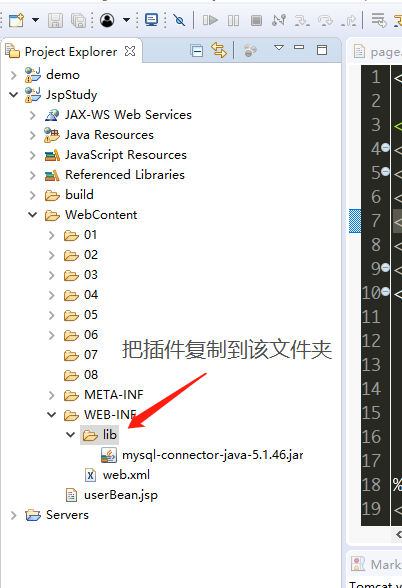 Project Explorer
page.
demo
JspStudy
JAX-WS Web Services
Java Resources
JavaScript Resources
Referenced Libraries
build
WebContent
01
02
03
04
05
06
07
08
META-INF
WEB-INF
lib
mysql-connector-java-5.1.46.jar
web.xml
userBean.jsp
Servers
把插件复制到该文件夹
1 <
2
3 <
4 <
5 <
6 <
7 <
8 <
9 <
10 <
11
12
13
14
15
16
17
18 %
19 <
Mark
Tomcat v